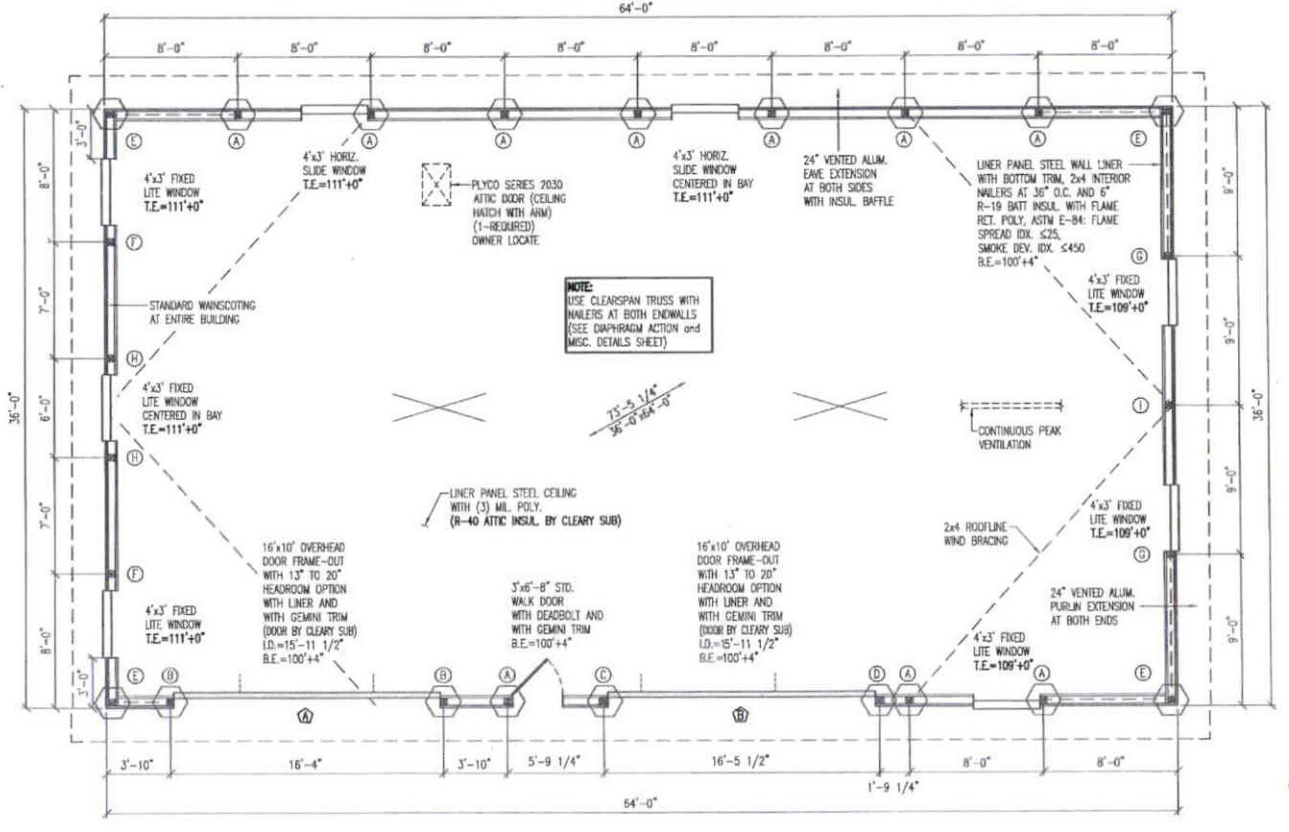 64'-0"
8'-0" 8'-0" 8'-0" 8'-0" 8'-0" 8'-0" 8'-0" 8'-0"
E A A A A A A A E
3'-0"
8'-0"
7'-0"
6'-0"
7'-0"
8'-0"
3'-0"
36'-0"
4'x3' FIXED
LITE WINDOW
T.E.=111'+0"
4'x3' HORIZ.
SLIDE WINDOW
T.E.=111'+0"
PLYCO SERIES 2030
ATTIC DOOR (CEILING
HATCH WITH ARM)
(1-REQUIRED)
OWNER LOCATE
4'x3' HORIZ.
SLIDE WINDOW
CENTERED IN BAY
T.E.=111'+0"
24" VENTED ALUM.
EAVE EXTENSION
AT BOTH SIDES
WITH INSUL. BAFFLE
LINER PANEL STEEL WALL LINER
WITH BOTTOM TRIM, 2x4 INTERIOR
NAILERS AT 36" O.C. AND 6"
R-19 BATT INSUL. WITH FLAME
RET. POLY, ASTM E-84: FLAME
SPREAD IDX. ≤25,
SMOKE DEV. IDX. ≤450
B.E.=100'+4"
F
G
STANDARD WAINSCOTING
AT ENTIRE BUILDING
NOTE:
USE CLEARSPAN TRUSS WITH
NAILERS AT BOTH ENDWALLS
(SEE DIAPHRAGM ACTION and
MISC. DETAILS SHEET)
4'x3' FIXED
LITE WINDOW
T.E.=109'+0"
H
4'x3' FIXED
LITE WINDOW
CENTERED IN BAY
T.E.=111'+0"
73'-5 1/4"
36'-0"x64'-0"
I
CONTINUOUS PEAK
VENTILATION
H
LINER PANEL STEEL CEILING
WITH (3) MIL. POLY.
(R-40 ATTIC INSUL. BY CLEARY SUB)
4'x3' FIXED
LITE WINDOW
T.E.=109'+0"
2x4 ROOFLINE
WIND BRACING
G
F
16'x10' OVERHEAD
DOOR FRAME-OUT
WITH 13" TO 20"
HEADROOM OPTION
WITH LINER AND
WITH GEMINI TRIM
(DOOR BY CLEARY SUB)
I.D.=15'-11 1/2"
B.E.=100'+4"
3'x6'-8" STD.
WALK DOOR
WITH DEADBOLT AND
WITH GEMINI TRIM
B.E.=100'+4"
16'x10' OVERHEAD
DOOR FRAME-OUT
WITH 13" TO 20"
HEADROOM OPTION
WITH LINER AND
WITH GEMINI TRIM
(DOOR BY CLEARY SUB)
I.D.=15'-11 1/2"
B.E.=100'+4"
24" VENTED ALUM.
PURLIN EXTENSION
AT BOTH ENDS
4'x3' FIXED
LITE WINDOW
T.E.=111'+0"
4'x3' FIXED
LITE WINDOW
T.E.=109'+0"
9'-0"
9'-0"
9'-0"
9'-0"
36'-0"
E B B A C D A A E
A B
3'-10" 16'-4" 3'-10" 5'-9 1/4" 16'-5 1/2" 8'-0" 8'-0"
1'-9 1/4"
64'-0"